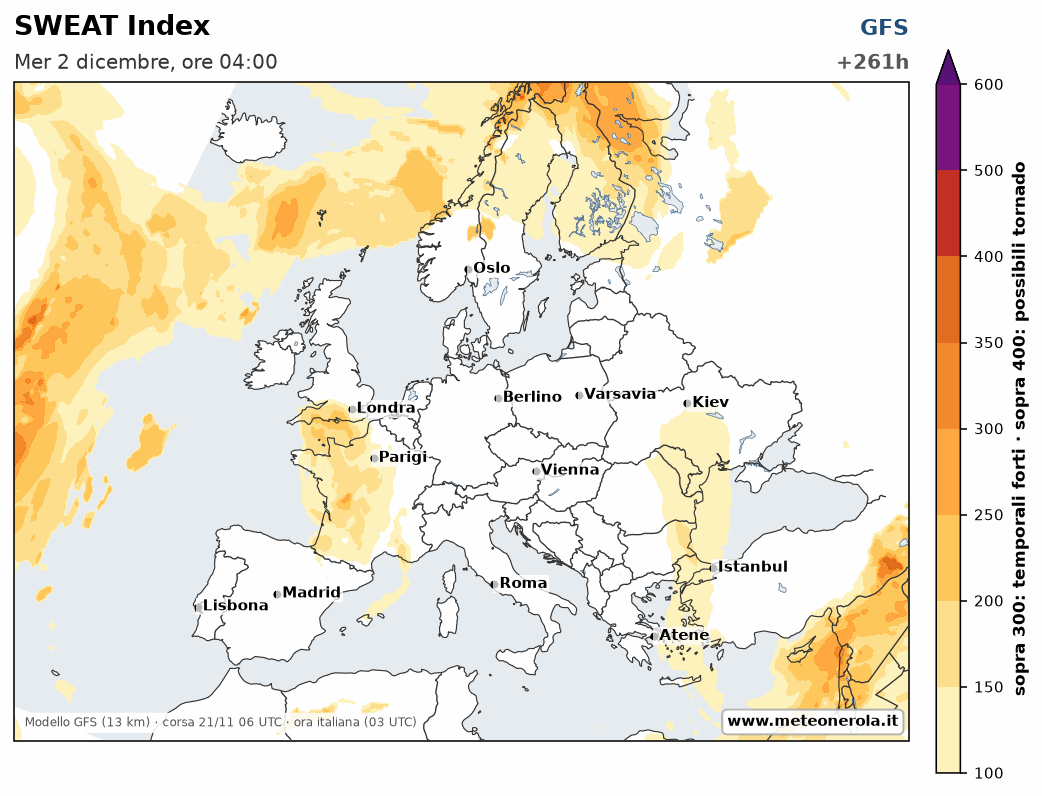 SWEAT Index
GFS
Mer 2 dicembre, ore 04:00
+261h
600
500
400
350
300
250
200
150
100
sopra 300: temporali forti · sopra 400: possibili tornado
Oslo
Berlino
Varsavia
Kiev
Londra
Parigi
Vienna
Istanbul
Roma
Madrid
Lisbona
Atene
Modello GFS (13 km) · corsa 21/11 06 UTC · ora italiana (03 UTC)
www.meteonerola.it